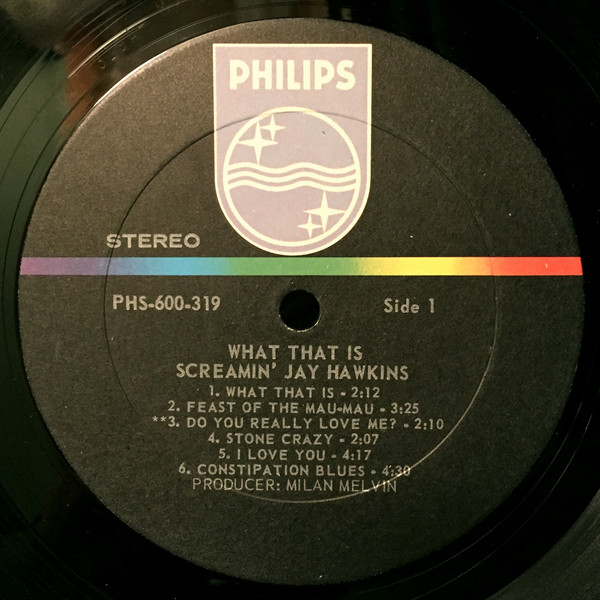 PHILIPS
STEREO
PHS-600-319 Side 1
WHAT THAT IS
SCREAMIN' JAY HAWKINS
1. WHAT THAT IS - 2:12
2. FEAST OF THE MAU-MAU - 3:25
**3. DO YOU REALLY LOVE ME? - 2:10
4. STONE CRAZY - 2:07
5. I LOVE YOU - 4:17
6. CONSTIPATION BLUES - 4:30
PRODUCER: MILAN MELVIN